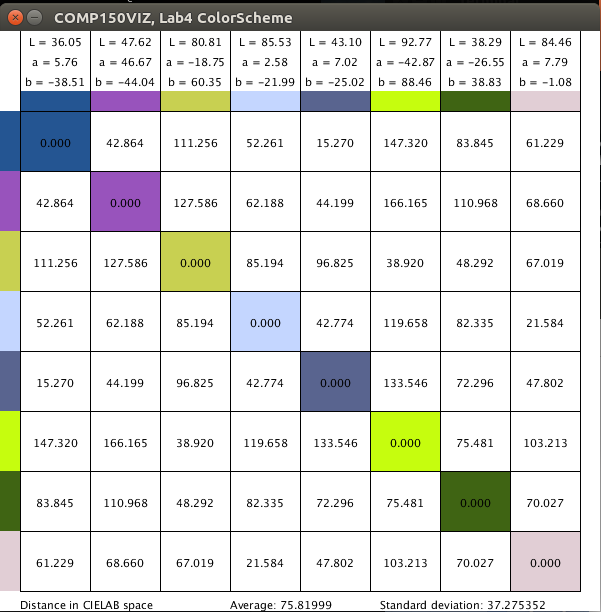 COMP150VIZ, Lab4 ColorScheme
L = 36.05 L = 47.62 L = 80.81 L = 85.53 L = 43.10 L = 92.77 L = 38.29 L = 84.46
a = 5.76 a = 46.67 a = −18.75 a = 2.58 a = 7.02 a = −42.87 a = −26.55 a = 7.79
b = −38.51 b = −44.04 b = 60.35 b = −21.99 b = −25.02 b = 88.46 b = 38.83 b = −1.08
0.000 42.864 111.256 52.261 15.270 147.320 83.845 61.229
42.864 0.000 127.586 62.188 44.199 166.165 110.968 68.660
111.256 127.586 0.000 85.194 96.825 38.920 48.292 67.019
52.261 62.188 85.194 0.000 42.774 119.658 82.335 21.584
15.270 44.199 96.825 42.774 0.000 133.546 72.296 47.802
147.320 166.165 38.920 119.658 133.546 0.000 75.481 103.213
83.845 110.968 48.292 82.335 72.296 75.481 0.000 70.027
61.229 68.660 67.019 21.584 47.802 103.213 70.027 0.000
Distance in CIELAB space Average: 75.81999 Standard deviation: 37.275352